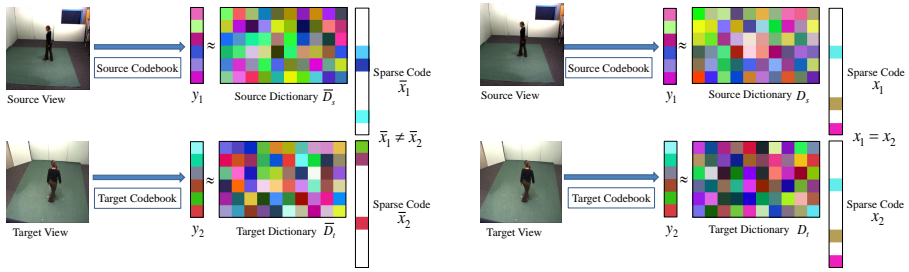 ≈
Source Codebook
Source View
y₁
Source Dictionary D̅ₛ
Sparse Code
x̅₁
x̅₁ ≠ x̅₂
≈
Target Codebook
Target View
y₂
Target Dictionary D̅ₜ
Sparse Code
x̅₂
≈
Source Codebook
Source View
y₁
Source Dictionary Dₛ
Sparse Code
x₁
x₁ = x₂
≈
Target Codebook
Target View
y₂
Target Dictionary Dₜ
Sparse Code
x₂